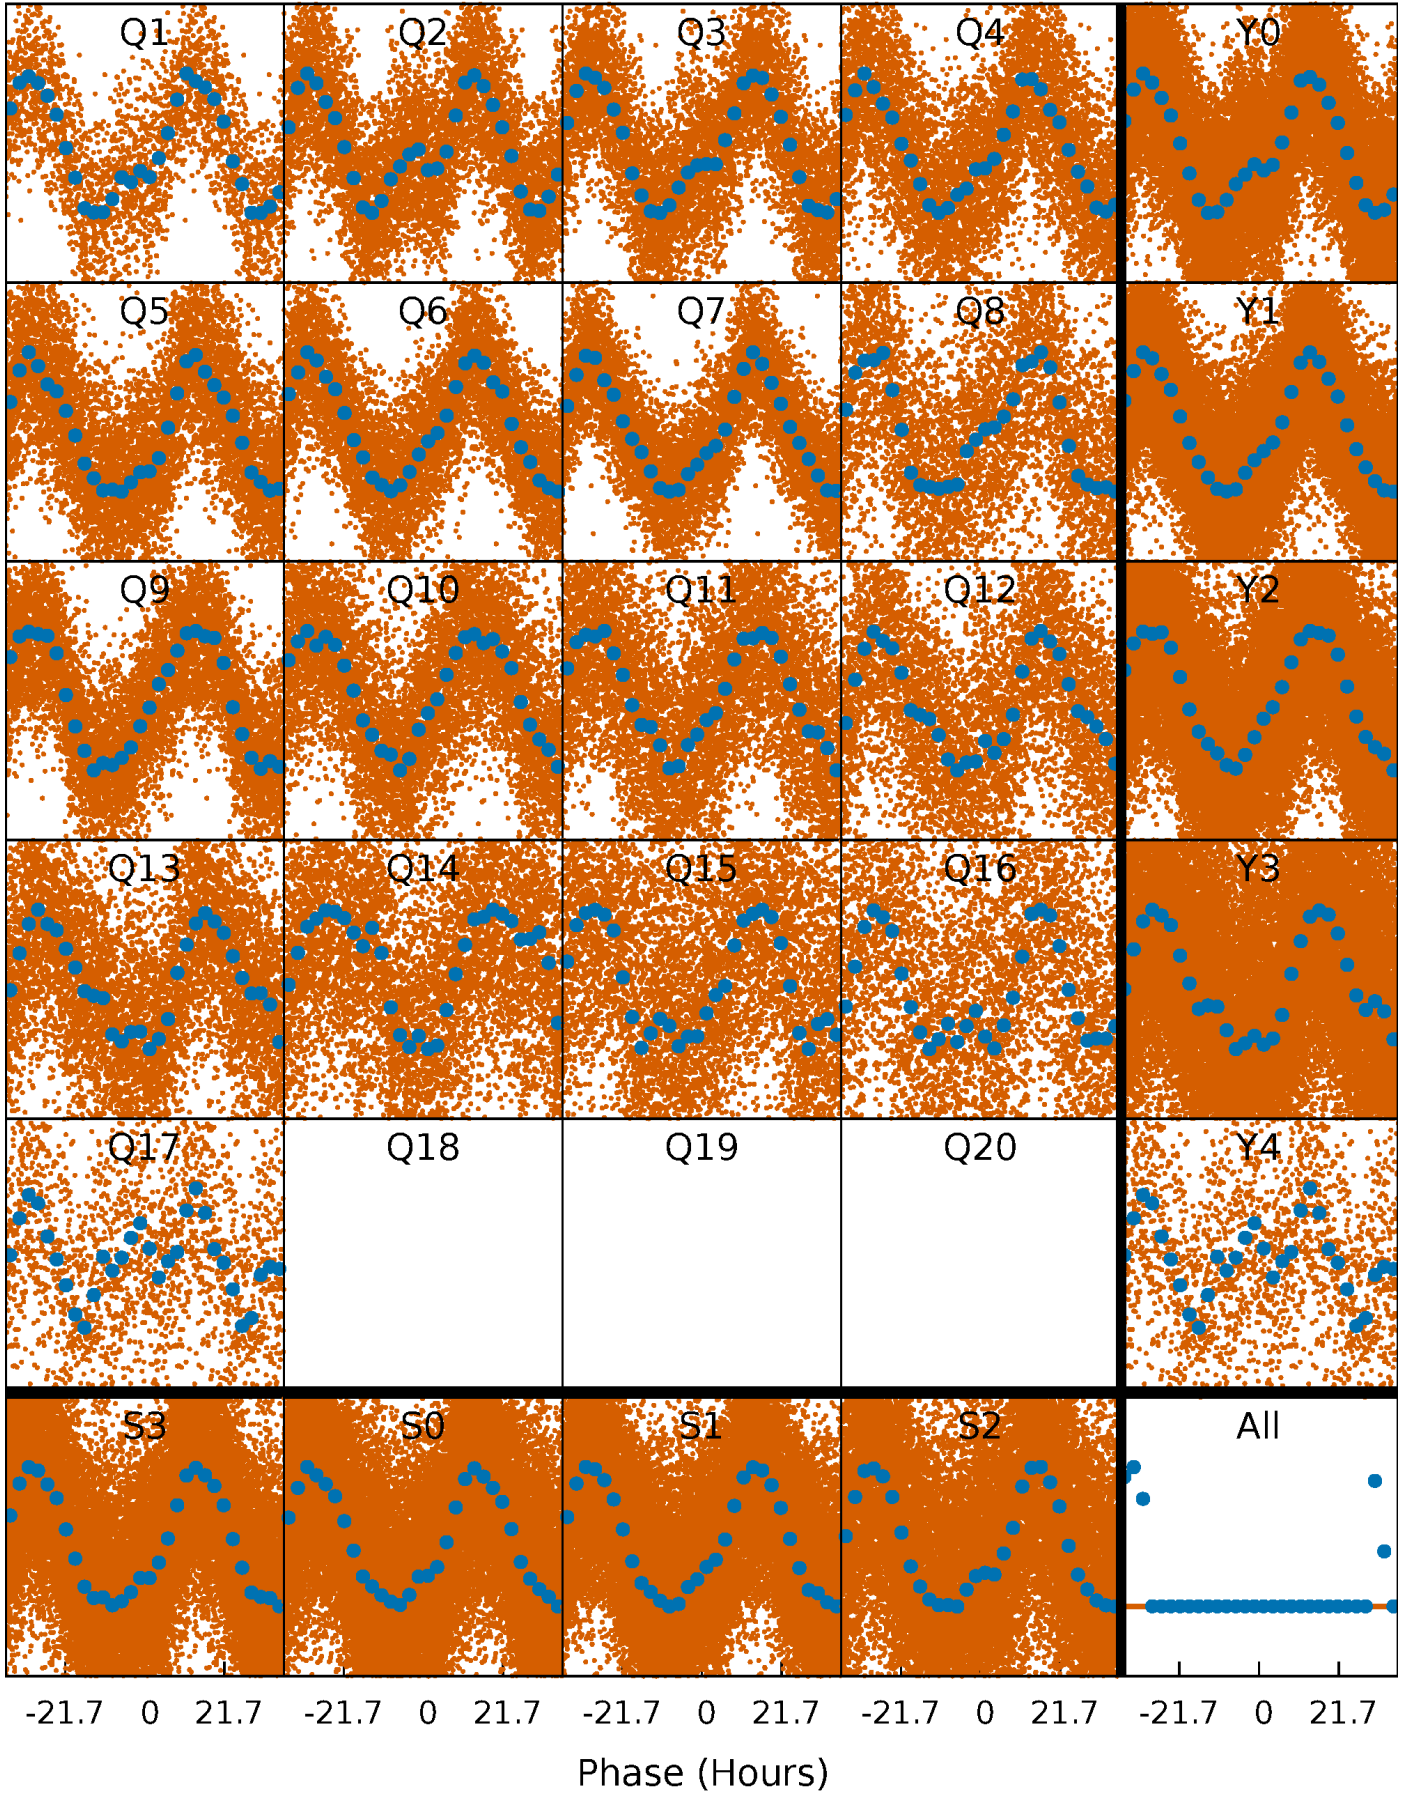 Q1 Q2 Q3 Q4 Y0
Q5 Q6 Q7 Q8 Y1
Q9 Q10 Q11 Q12 Y2
Q13 Q14 Q15 Q16 Y3
Q17 Q18 Q19 Q20 Y4
S3 S0 S1 S2 All
-21.7 0 21.7 -21.7 0 21.7 -21.7 0 21.7 -21.7 0 21.7 -21.7 0 21.7
Phase (Hours)